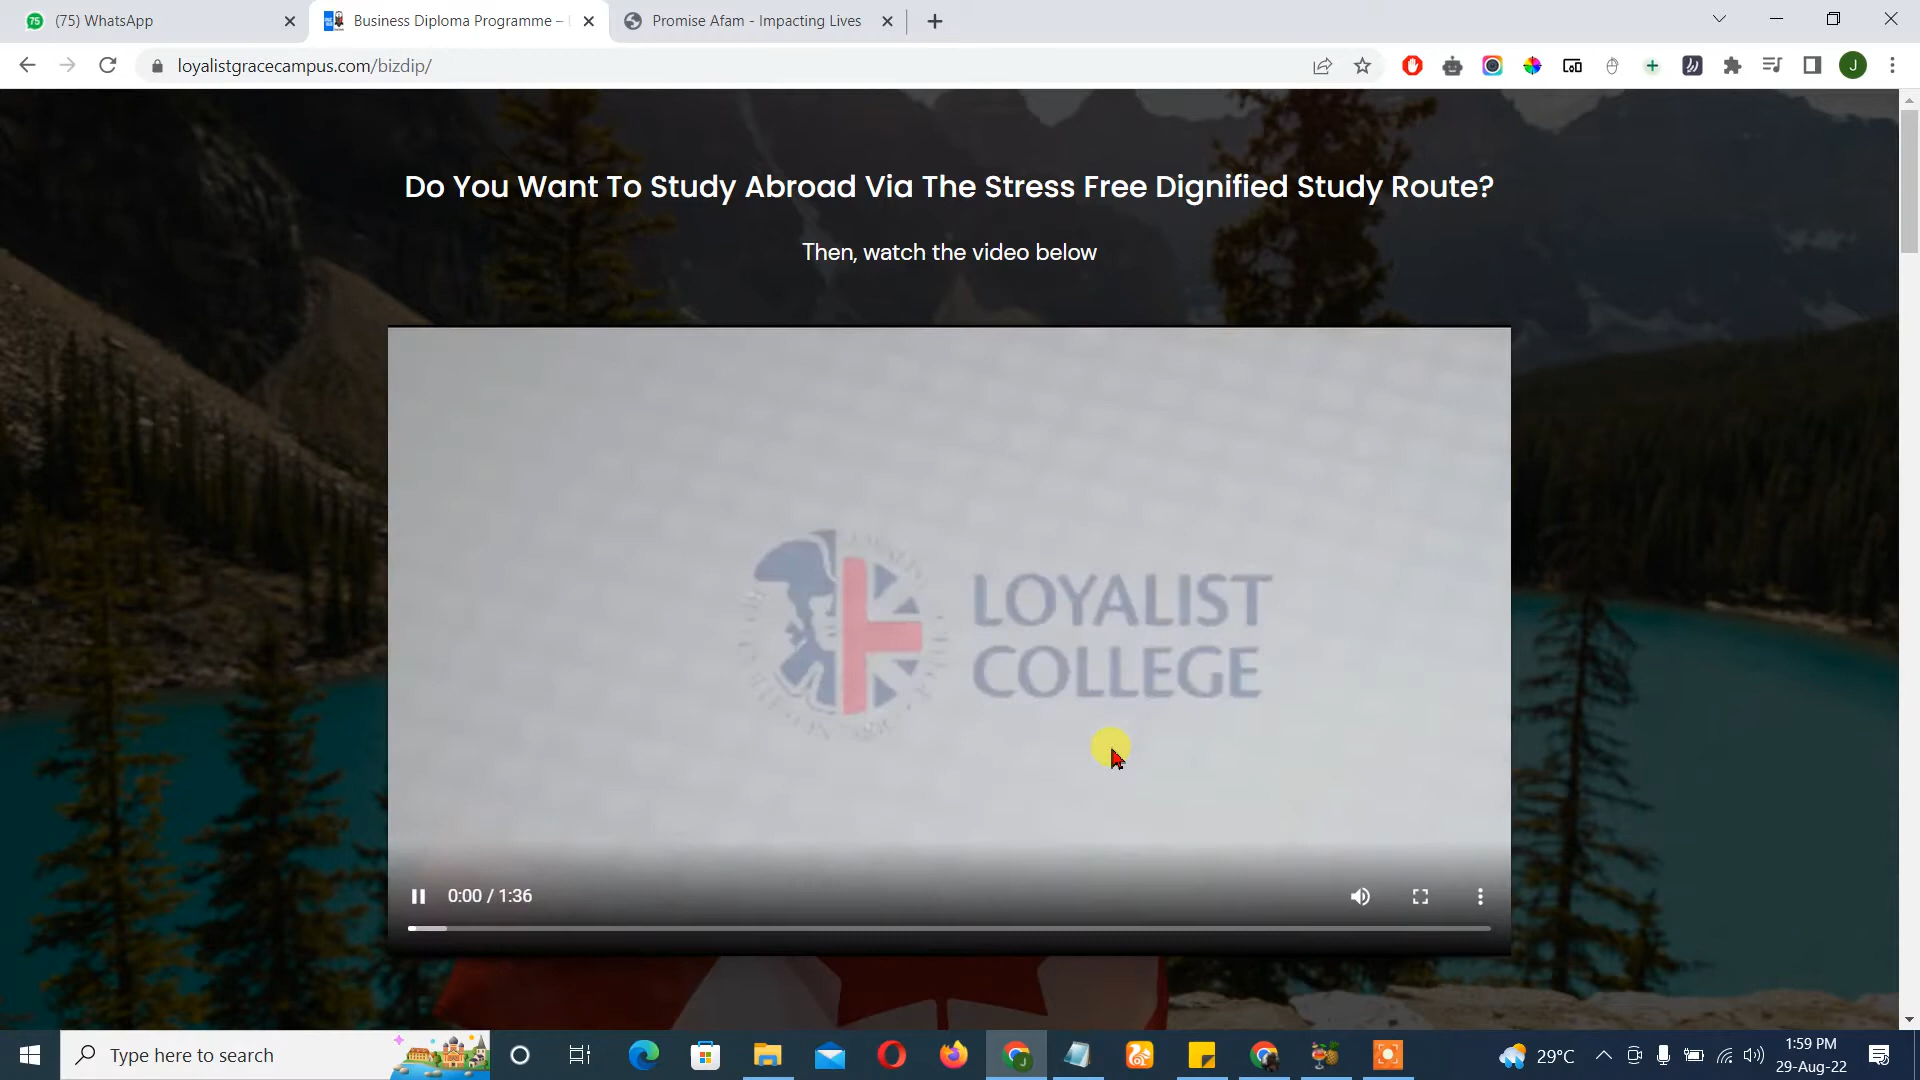 (75) WhatsApp
Business Diploma Programme –
Promise Afam - Impacting Lives
loyalistgracecampus.com/bizdip/
J
Do You Want To Study Abroad Via The Stress Free Dignified Study Route?
Then, watch the video below
LOYALIST
COLLEGE
0:00 / 1:36
Type here to search
29°C
1:59 PM
29-Aug-22